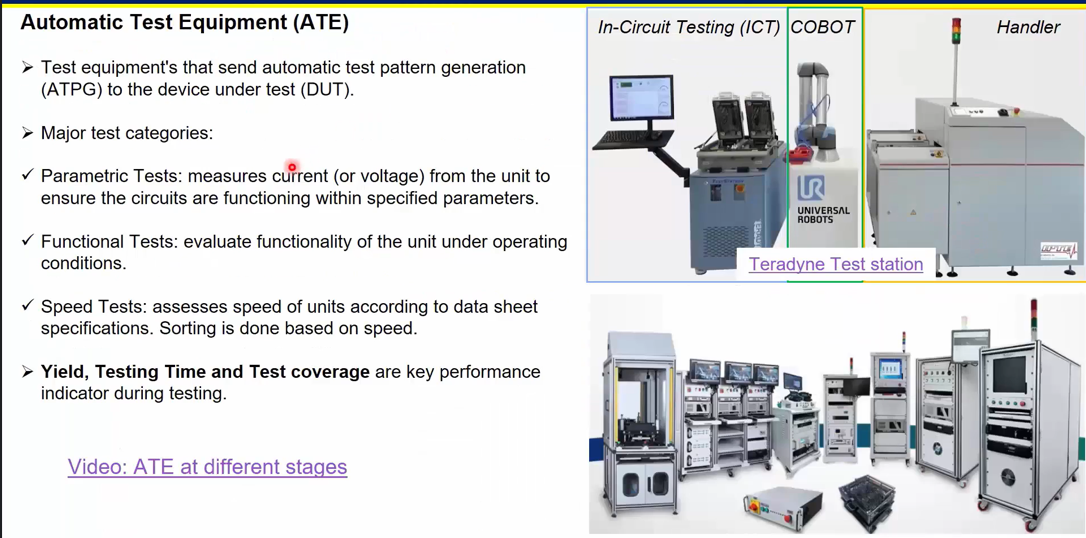 Automatic Test Equipment (ATE)
➢ Test equipment's that send automatic test pattern generation
(ATPG) to the device under test (DUT).
➢ Major test categories:
✓ Parametric Tests: measures current (or voltage) from the unit to
ensure the circuits are functioning within specified parameters.
✓ Functional Tests: evaluate functionality of the unit under operating
conditions.
✓ Speed Tests: assesses speed of units according to data sheet
specifications. Sorting is done based on speed.
➢ Yield, Testing Time and Test coverage are key performance
indicator during testing.
Video: ATE at different stages
In-Circuit Testing (ICT)
COBOT
Handler
UR
UNIVERSAL
ROBOTS
Teradyne Test station